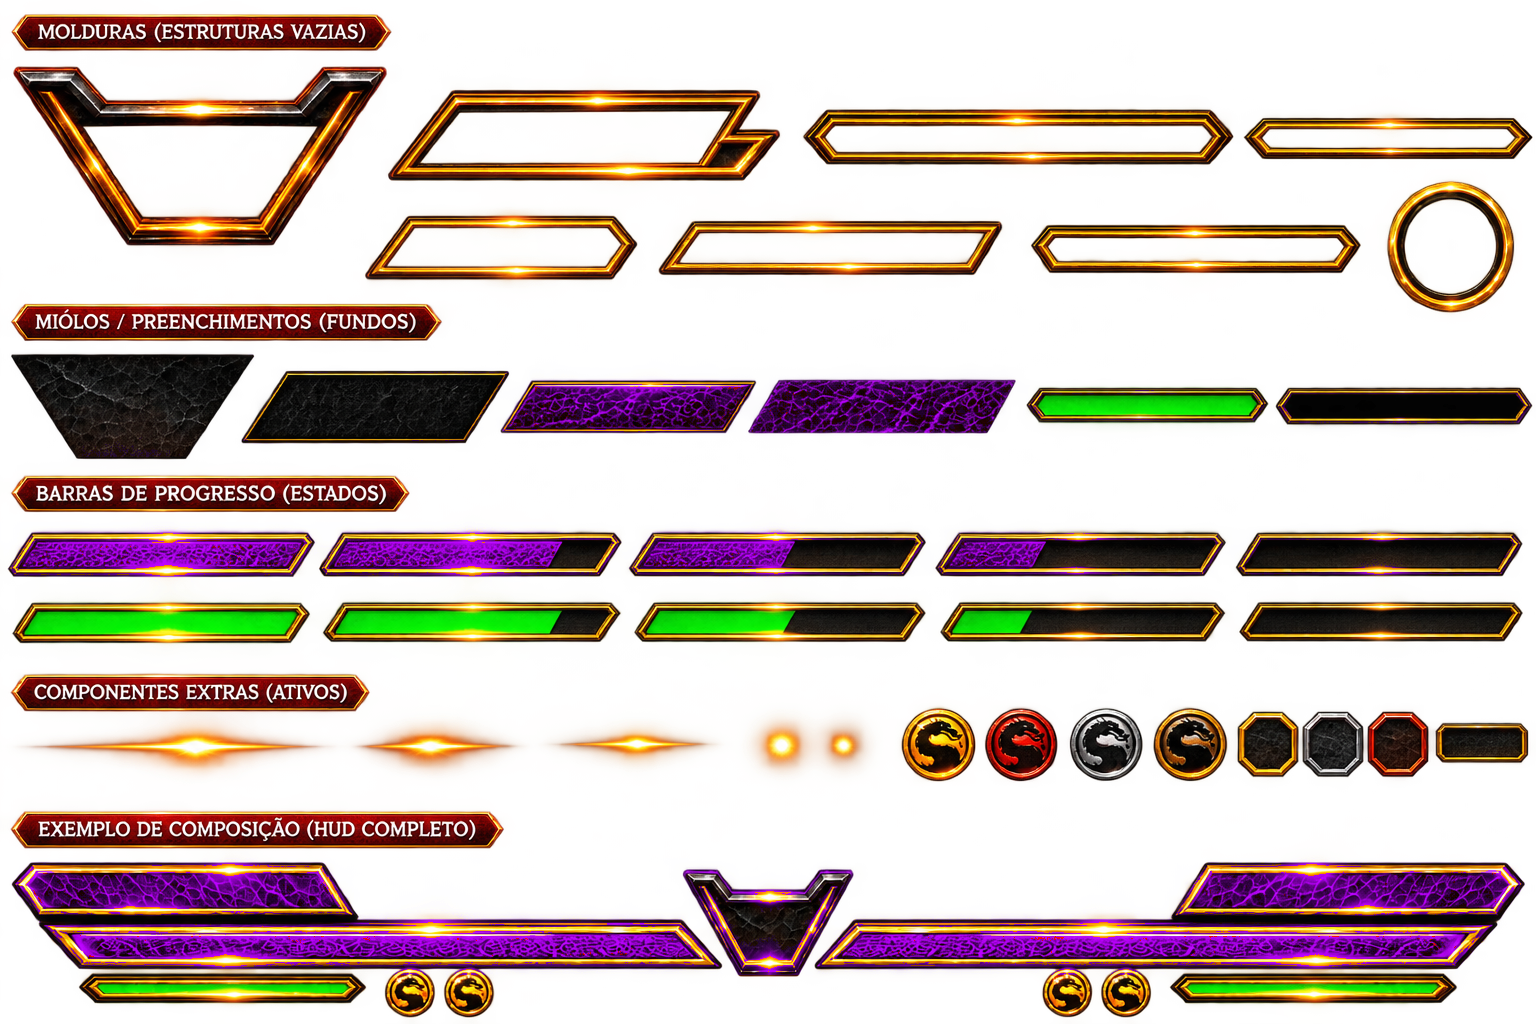 MOLDURAS (ESTRUTURAS VAZIAS)
MIÓLOS / PREENCHIMENTOS (FUNDOS)
BARRAS DE PROGRESSO (ESTADOS)
COMPONENTES EXTRAS (ATIVOS)
EXEMPLO DE COMPOSIÇÃO (HUD COMPLETO)